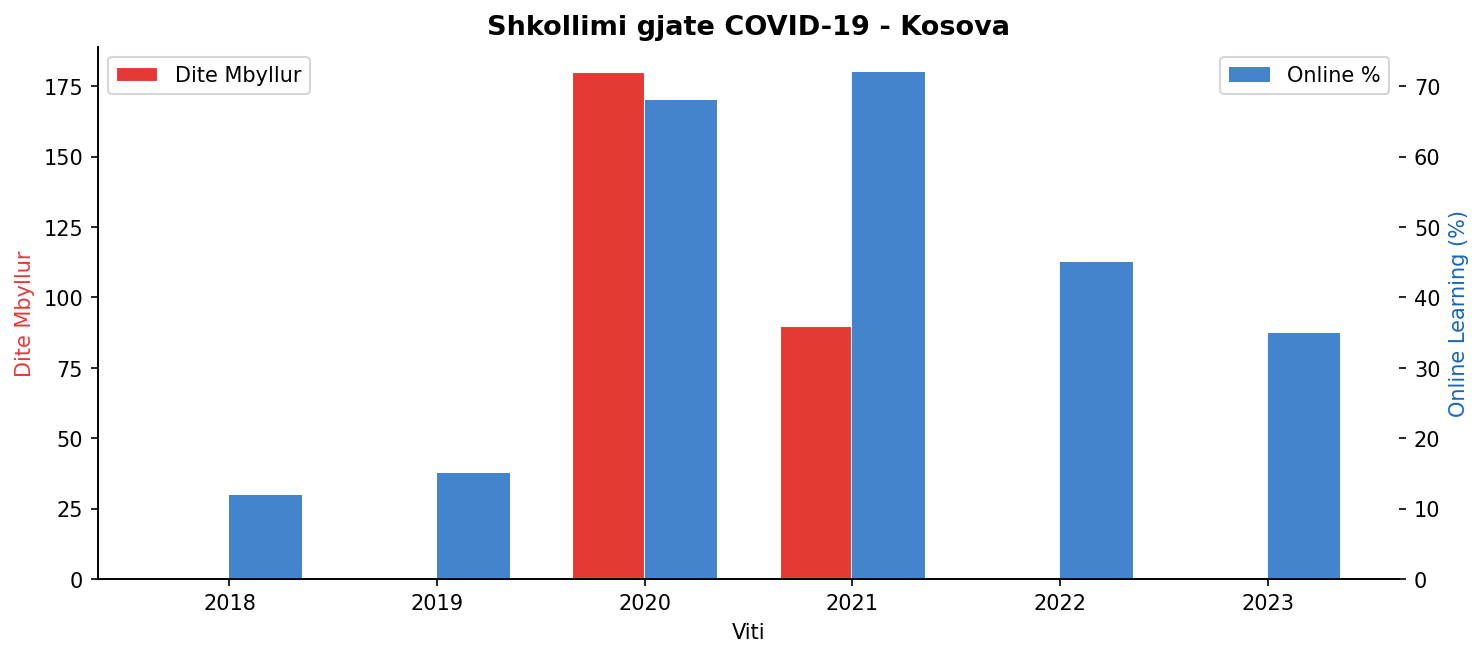 Shkollimi gjate COVID-19 - Kosova
Dite Mbyllur
Online %
175
150
125
100
75
50
25
0
Dite Mbyllur
70
60
50
40
30
20
10
0
Online Learning (%)
2018 2019 2020 2021 2022 2023
Viti